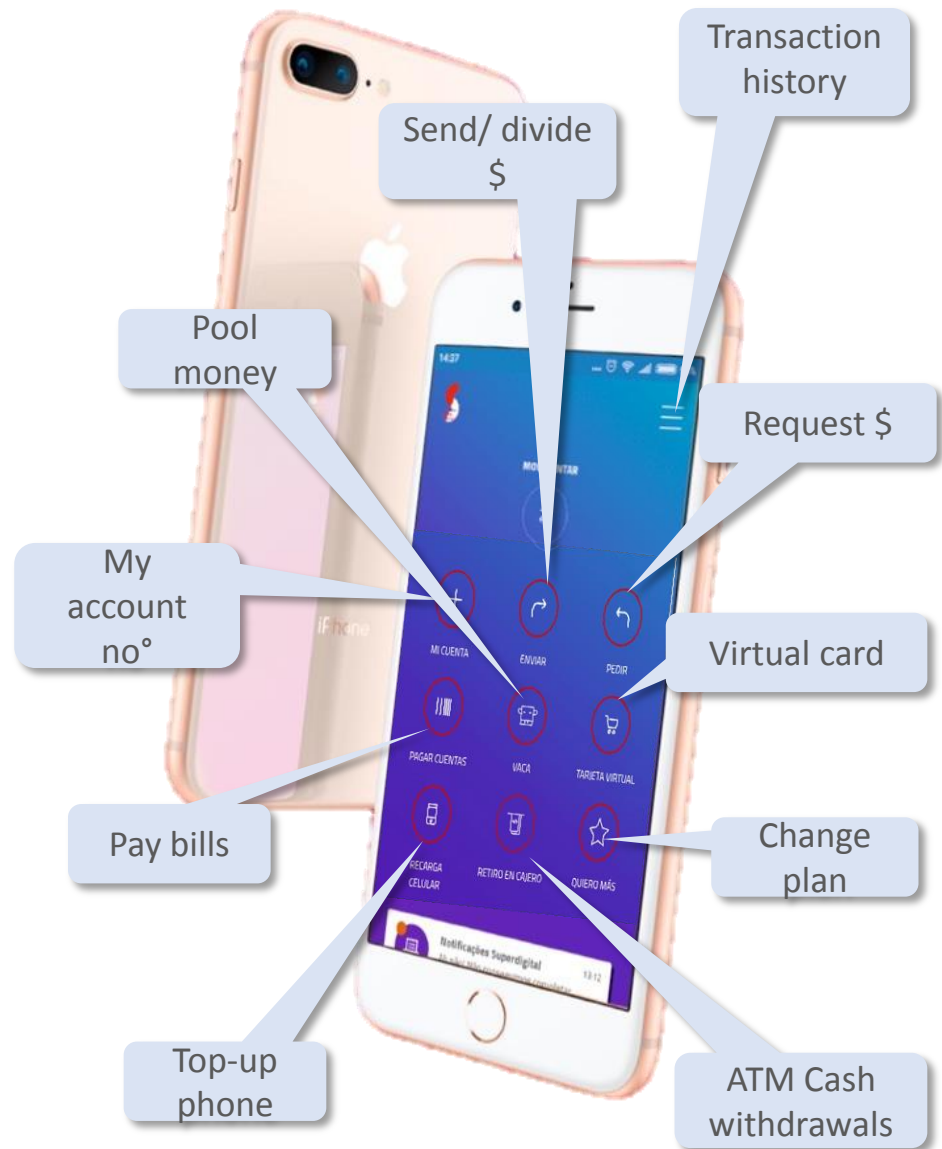 Transaction
history
Send/ divide
$
Pool
money
14:37
Request $
My
account
no°
iPhone
MI CUENTA
ENVIAR
PEDIR
Virtual card
PAGAR CUENTAS
VACA
TARJETA VIRTUAL
Pay bills
Change
plan
RECARGA
CELULAR
RETIRO EN CAJERO
QUIERO MÁS
Notificações Superdigital
13:12
Top-up
phone
ATM Cash
withdrawals